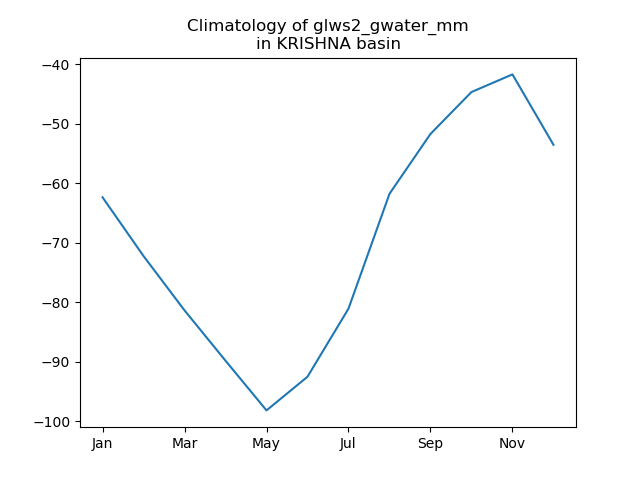 Climatology of glws2_gwater_mm
in KRISHNA basin
−40
−50
−60
−70
−80
−90
−100
Jan
Mar
May
Jul
Sep
Nov